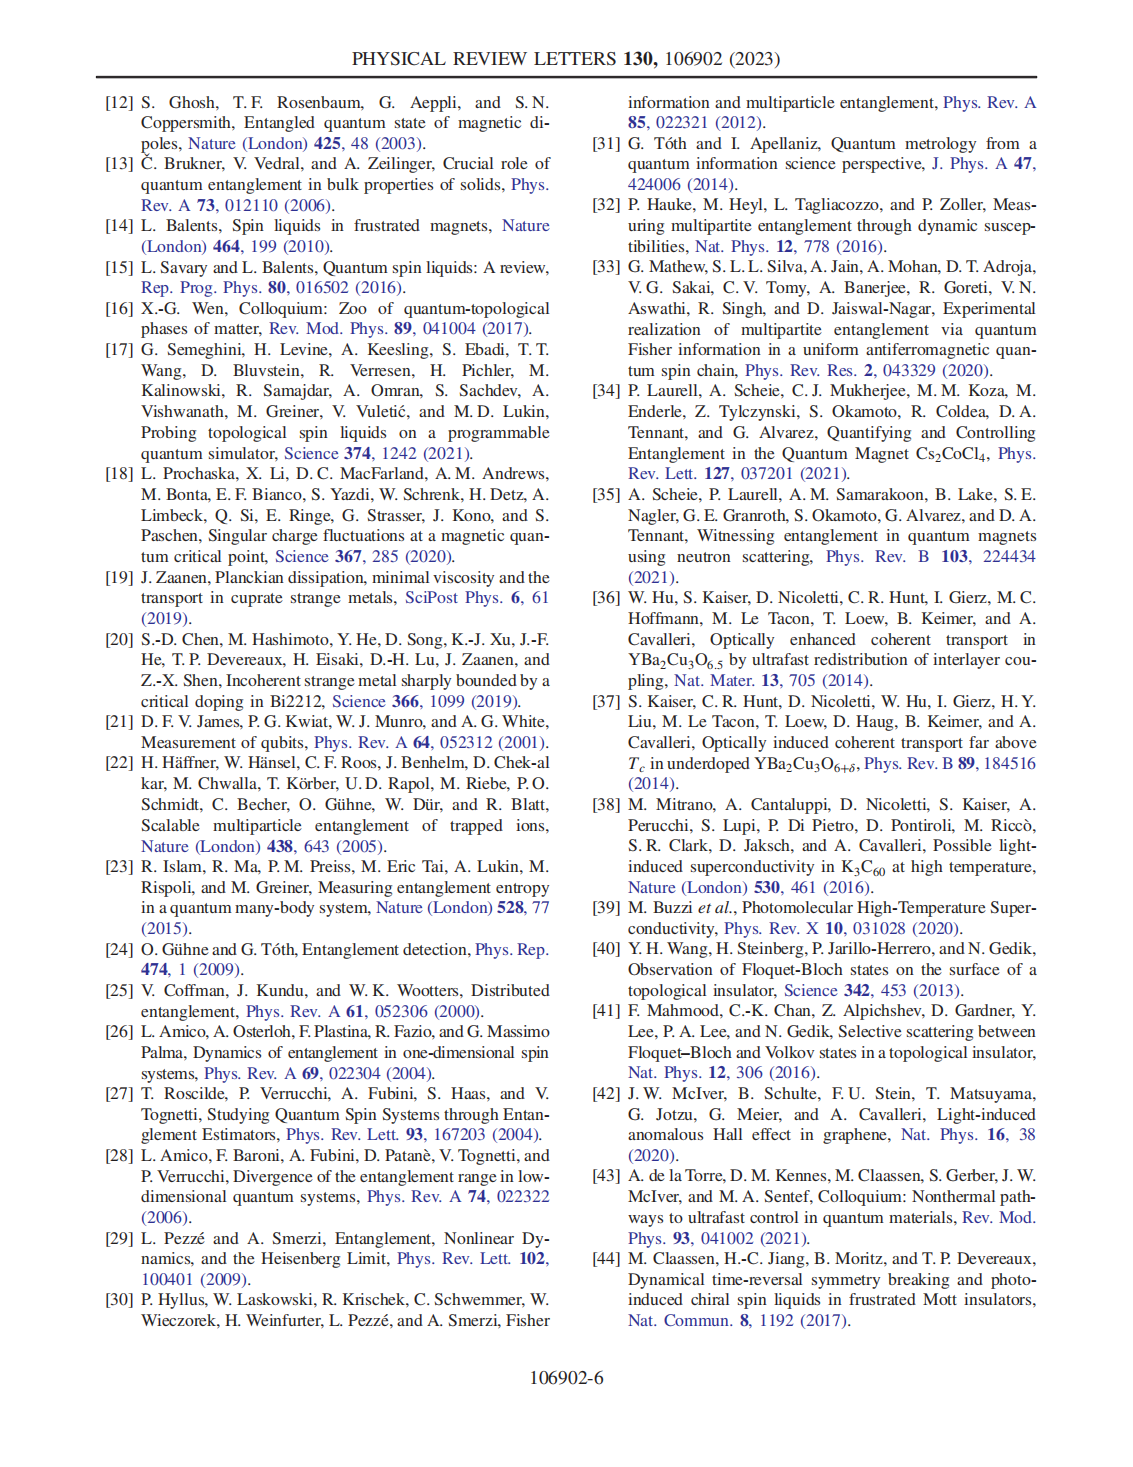 PHYSICAL REVIEW LETTERS 130, 106902 (2023)
[12] S. Ghosh, T. F. Rosenbaum, G. Aeppli, and S. N.
Coppersmith, Entangled quantum state of magnetic di-
poles, Nature (London) 425, 48 (2003).
[13] Č. Brukner, V. Vedral, and A. Zeilinger, Crucial role of
quantum entanglement in bulk properties of solids, Phys.
Rev. A 73, 012110 (2006).
[14] L. Balents, Spin liquids in frustrated magnets, Nature
(London) 464, 199 (2010).
[15] L. Savary and L. Balents, Quantum spin liquids: A review,
Rep. Prog. Phys. 80, 016502 (2016).
[16] X.-G. Wen, Colloquium: Zoo of quantum-topological
phases of matter, Rev. Mod. Phys. 89, 041004 (2017).
[17] G. Semeghini, H. Levine, A. Keesling, S. Ebadi, T. T.
Wang, D. Bluvstein, R. Verresen, H. Pichler, M.
Kalinowski, R. Samajdar, A. Omran, S. Sachdev, A.
Vishwanath, M. Greiner, V. Vuletić, and M. D. Lukin,
Probing topological spin liquids on a programmable
quantum simulator, Science 374, 1242 (2021).
[18] L. Prochaska, X. Li, D. C. MacFarland, A. M. Andrews,
M. Bonta, E. F. Bianco, S. Yazdi, W. Schrenk, H. Detz, A.
Limbeck, Q. Si, E. Ringe, G. Strasser, J. Kono, and S.
Paschen, Singular charge fluctuations at a magnetic quan-
tum critical point, Science 367, 285 (2020).
[19] J. Zaanen, Planckian dissipation, minimal viscosity and the
transport in cuprate strange metals, SciPost Phys. 6, 61
(2019).
[20] S.-D. Chen, M. Hashimoto, Y. He, D. Song, K.-J. Xu, J.-F.
He, T. P. Devereaux, H. Eisaki, D.-H. Lu, J. Zaanen, and
Z.-X. Shen, Incoherent strange metal sharply bounded by a
critical doping in Bi2212, Science 366, 1099 (2019).
[21] D. F. V. James, P. G. Kwiat, W. J. Munro, and A. G. White,
Measurement of qubits, Phys. Rev. A 64, 052312 (2001).
[22] H. Häffner, W. Hänsel, C. F. Roos, J. Benhelm, D. Chek-al
kar, M. Chwalla, T. Körber, U. D. Rapol, M. Riebe, P. O.
Schmidt, C. Becher, O. Gühne, W. Dür, and R. Blatt,
Scalable multiparticle entanglement of trapped ions,
Nature (London) 438, 643 (2005).
[23] R. Islam, R. Ma, P. M. Preiss, M. Eric Tai, A. Lukin, M.
Rispoli, and M. Greiner, Measuring entanglement entropy
in a quantum many-body system, Nature (London) 528, 77
(2015).
[24] O. Gühne and G. Tóth, Entanglement detection, Phys. Rep.
474, 1 (2009).
[25] V. Coffman, J. Kundu, and W. K. Wootters, Distributed
entanglement, Phys. Rev. A 61, 052306 (2000).
[26] L. Amico, A. Osterloh, F. Plastina, R. Fazio, and G. Massimo
Palma, Dynamics of entanglement in one-dimensional spin
systems, Phys. Rev. A 69, 022304 (2004).
[27] T. Roscilde, P. Verrucchi, A. Fubini, S. Haas, and V.
Tognetti, Studying Quantum Spin Systems through Entan-
glement Estimators, Phys. Rev. Lett. 93, 167203 (2004).
[28] L. Amico, F. Baroni, A. Fubini, D. Patanè, V. Tognetti, and
P. Verrucchi, Divergence of the entanglement range in low-
dimensional quantum systems, Phys. Rev. A 74, 022322
(2006).
[29] L. Pezzé and A. Smerzi, Entanglement, Nonlinear Dy-
namics, and the Heisenberg Limit, Phys. Rev. Lett. 102,
100401 (2009).
[30] P. Hyllus, W. Laskowski, R. Krischek, C. Schwemmer, W.
Wieczorek, H. Weinfurter, L. Pezzé, and A. Smerzi, Fisher
information and multiparticle entanglement, Phys. Rev. A
85, 022321 (2012).
[31] G. Tóth and I. Apellaniz, Quantum metrology from a
quantum information science perspective, J. Phys. A 47,
424006 (2014).
[32] P. Hauke, M. Heyl, L. Tagliacozzo, and P. Zoller, Meas-
uring multipartite entanglement through dynamic suscep-
tibilities, Nat. Phys. 12, 778 (2016).
[33] G. Mathew, S. L. L. Silva, A. Jain, A. Mohan, D. T. Adroja,
V. G. Sakai, C. V. Tomy, A. Banerjee, R. Goreti, V. N.
Aswathi, R. Singh, and D. Jaiswal-Nagar, Experimental
realization of multipartite entanglement via quantum
Fisher information in a uniform antiferromagnetic quan-
tum spin chain, Phys. Rev. Res. 2, 043329 (2020).
[34] P. Laurell, A. Scheie, C. J. Mukherjee, M. M. Koza, M.
Enderle, Z. Tylczynski, S. Okamoto, R. Coldea, D. A.
Tennant, and G. Alvarez, Quantifying and Controlling
Entanglement in the Quantum Magnet Cs₂CoCl₄, Phys.
Rev. Lett. 127, 037201 (2021).
[35] A. Scheie, P. Laurell, A. M. Samarakoon, B. Lake, S. E.
Nagler, G. E. Granroth, S. Okamoto, G. Alvarez, and D. A.
Tennant, Witnessing entanglement in quantum magnets
using neutron scattering, Phys. Rev. B 103, 224434
(2021).
[36] W. Hu, S. Kaiser, D. Nicoletti, C. R. Hunt, I. Gierz, M. C.
Hoffmann, M. Le Tacon, T. Loew, B. Keimer, and A.
Cavalleri, Optically enhanced coherent transport in
YBa₂Cu₃O₆.₅ by ultrafast redistribution of interlayer cou-
pling, Nat. Mater. 13, 705 (2014).
[37] S. Kaiser, C. R. Hunt, D. Nicoletti, W. Hu, I. Gierz, H. Y.
Liu, M. Le Tacon, T. Loew, D. Haug, B. Keimer, and A.
Cavalleri, Optically induced coherent transport far above
T_c in underdoped YBa₂Cu₃O₆₊δ, Phys. Rev. B 89, 184516
(2014).
[38] M. Mitrano, A. Cantaluppi, D. Nicoletti, S. Kaiser, A.
Perucchi, S. Lupi, P. Di Pietro, D. Pontiroli, M. Riccò,
S. R. Clark, D. Jaksch, and A. Cavalleri, Possible light-
induced superconductivity in K₃C₆₀ at high temperature,
Nature (London) 530, 461 (2016).
[39] M. Buzzi et al., Photomolecular High-Temperature Super-
conductivity, Phys. Rev. X 10, 031028 (2020).
[40] Y. H. Wang, H. Steinberg, P. Jarillo-Herrero, and N. Gedik,
Observation of Floquet-Bloch states on the surface of a
topological insulator, Science 342, 453 (2013).
[41] F. Mahmood, C.-K. Chan, Z. Alpichshev, D. Gardner, Y.
Lee, P. A. Lee, and N. Gedik, Selective scattering between
Floquet–Bloch and Volkov states in a topological insulator,
Nat. Phys. 12, 306 (2016).
[42] J. W. McIver, B. Schulte, F. U. Stein, T. Matsuyama,
G. Jotzu, G. Meier, and A. Cavalleri, Light-induced
anomalous Hall effect in graphene, Nat. Phys. 16, 38
(2020).
[43] A. de la Torre, D. M. Kennes, M. Claassen, S. Gerber, J. W.
McIver, and M. A. Sentef, Colloquium: Nonthermal path-
ways to ultrafast control in quantum materials, Rev. Mod.
Phys. 93, 041002 (2021).
[44] M. Claassen, H.-C. Jiang, B. Moritz, and T. P. Devereaux,
Dynamical time-reversal symmetry breaking and photo-
induced chiral spin liquids in frustrated Mott insulators,
Nat. Commun. 8, 1192 (2017).
106902-6